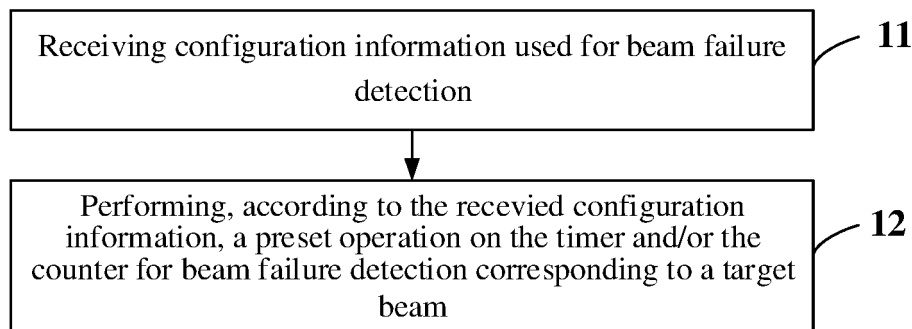 Receiving configuration information used for beam failure
detection
11
Performing, according to the recevied configuration
information, a preset operation on the timer and/or the
counter for beam failure detection corresponding to a target
beam
12